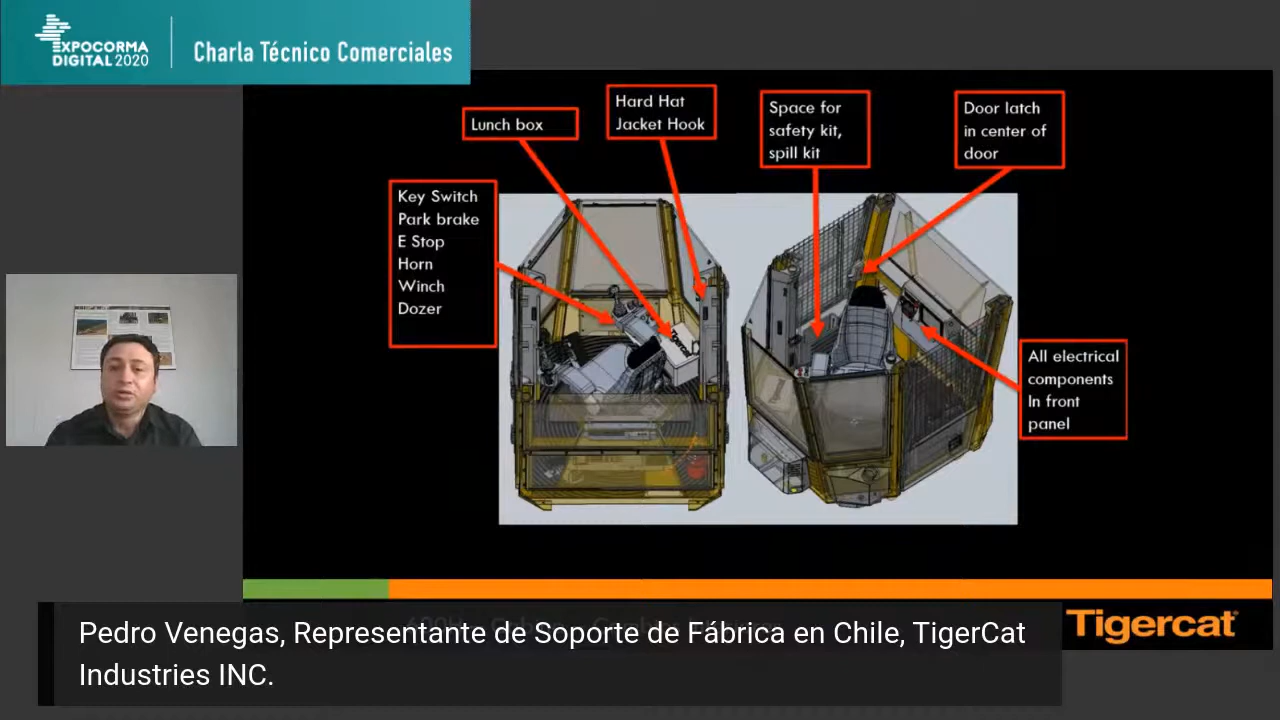 EXPOCORMA
DIGITAL 2020
Charla Técnico Comerciales
Lunch box
Hard Hat
Jacket Hook
Space for
safety kit,
spill kit
Door latch
in center of
door
Key Switch
Park brake
E Stop
Horn
Winch
Dozer
All electrical
components
In front
panel
Tigercat
Pedro Venegas, Representante de Soporte de Fábrica en Chile, TigerCat
Industries INC.